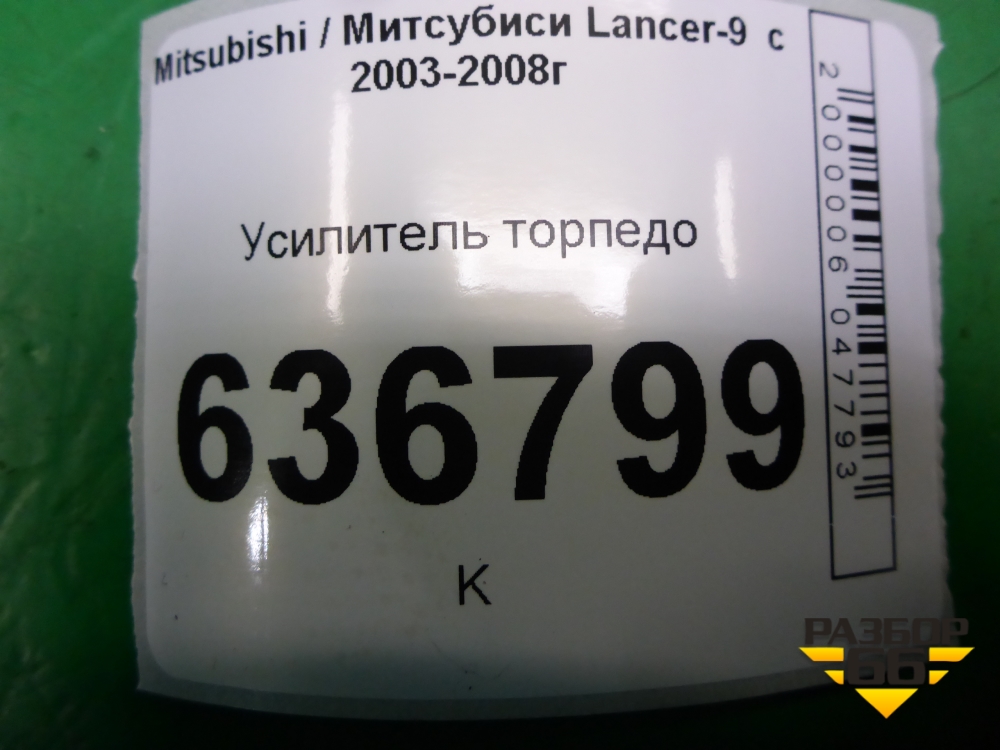 Mitsubishi / Митсубиси Lancer-9 с
2003-2008г
Усилитель торпедо
636799
К
2000006047793
РАЗБОР
66